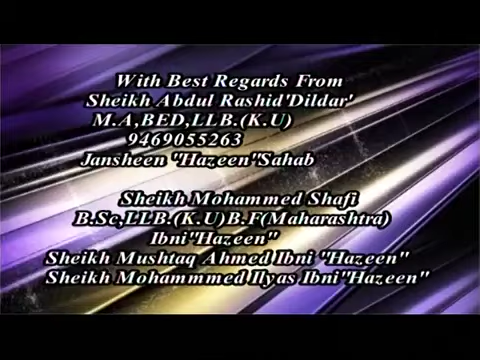 With Best Regards From
Sheikh Abdul Rashid'Dildar'
M.A,BED,LLB.(K.U)
9469055263
Jansheen "Hazeen"Sahab
Sheikh Mohammed Shafi
B.Sc,LLB.(K.U)B.F(Maharashtra)
Ibni"Hazeen"
Sheikh Mushtaq Ahmed Ibni "Hazeen"
Sheikh Mohammmed Ilyas Ibni"Hazeen"